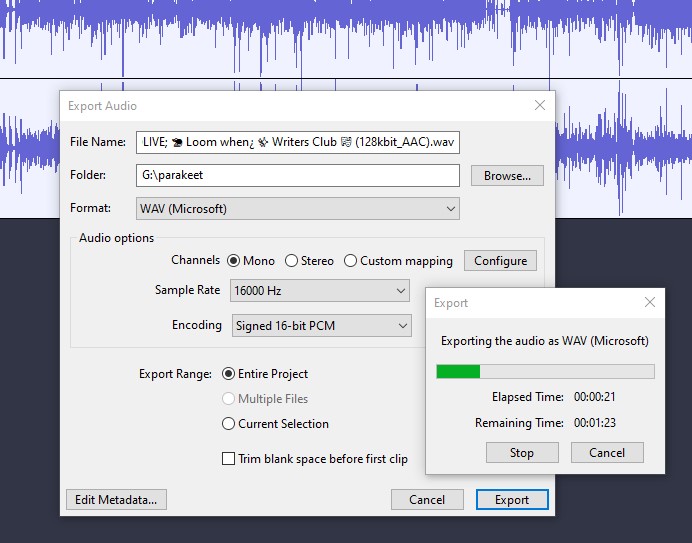 Export Audio
File Name: LIVE; 🐦 Loom when¿ 🌿 Writers Club 📝 (128kbit_AAC).wav
Folder: G:\parakeet Browse...
Format: WAV (Microsoft)
Audio options
Channels Mono Stereo Custom mapping Configure
Sample Rate 16000 Hz
Encoding Signed 16-bit PCM
Export Range: Entire Project
Multiple Files
Current Selection
Trim blank space before first clip
Edit Metadata... Cancel Export
Export
Exporting the audio as WAV (Microsoft)
Elapsed Time: 00:00:21
Remaining Time: 00:01:23
Stop Cancel